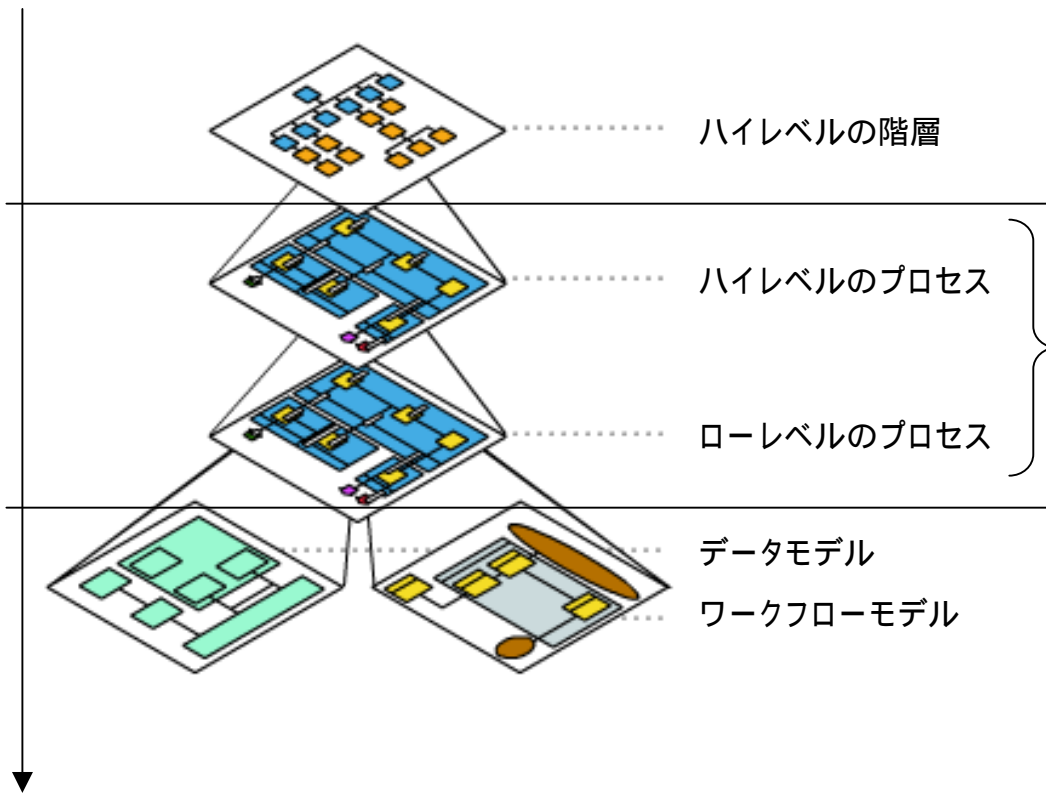 ハイレベルの階層
ハイレベルのプロセス
ローレベルのプロセス
データモデル
ワークフローモデル